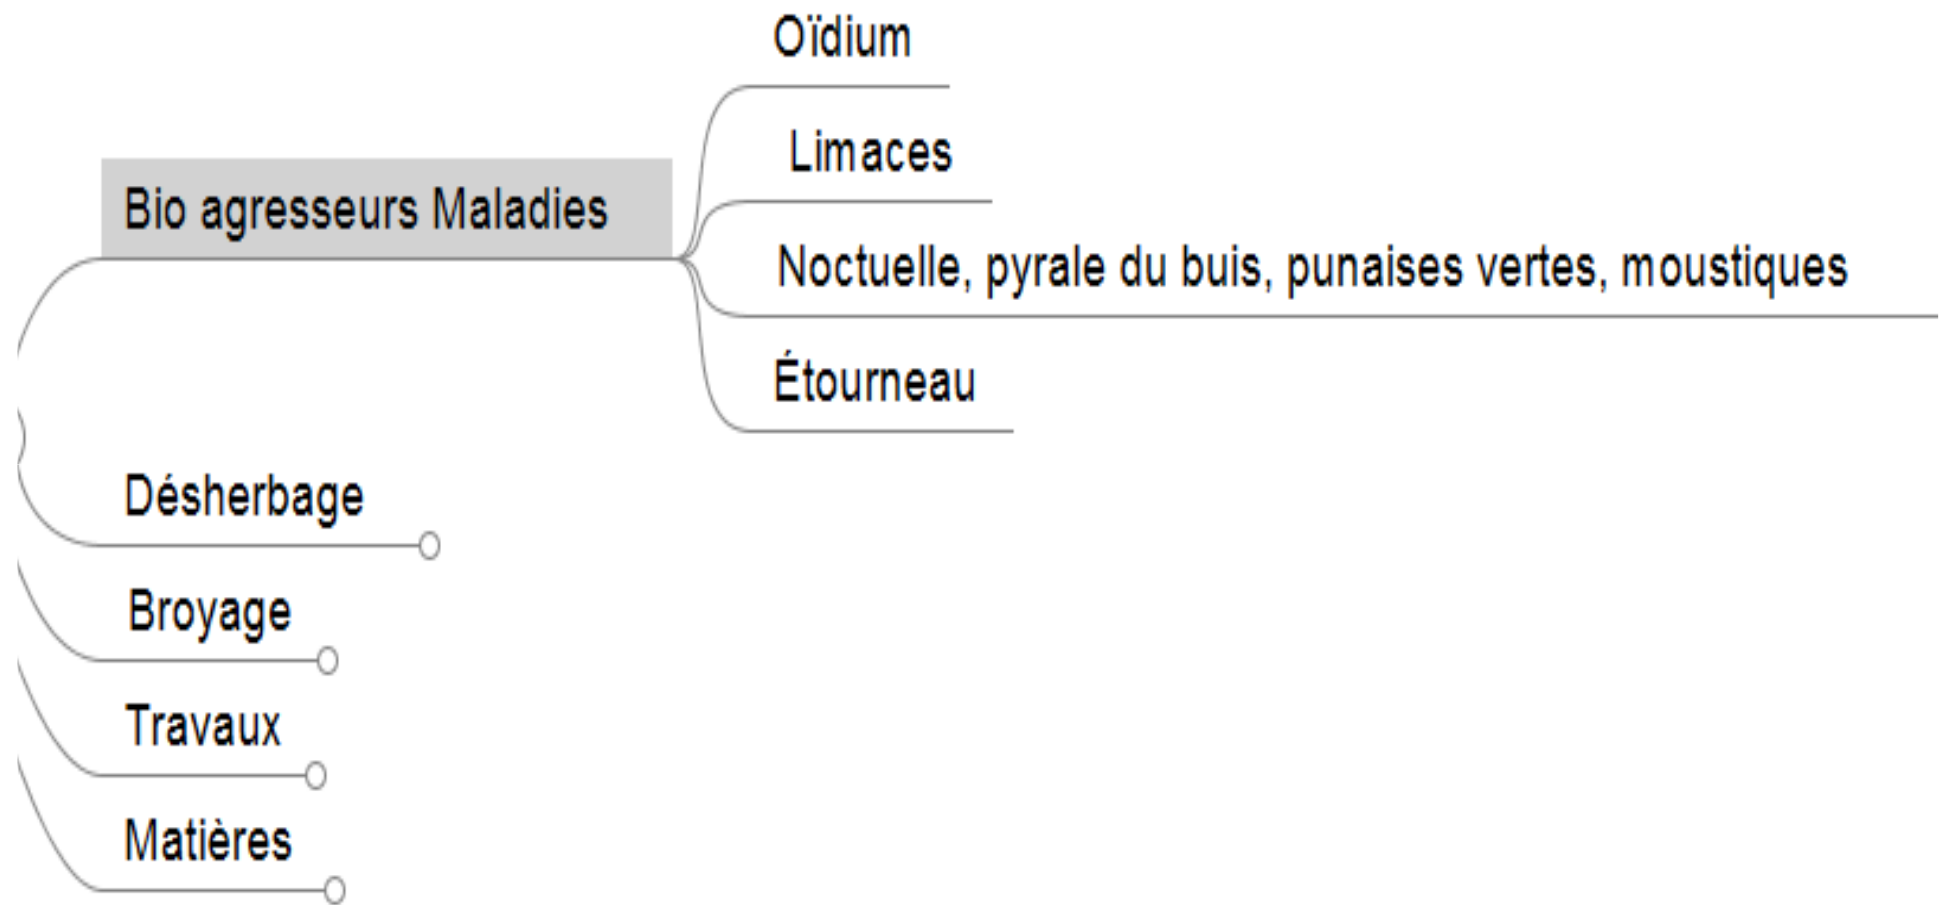 Oïdium
Limaces
Bio agresseurs Maladies
Noctuelle, pyrale du buis, punaises vertes, moustiques
Étourneau
Désherbage
Broyage
Travaux
Matières